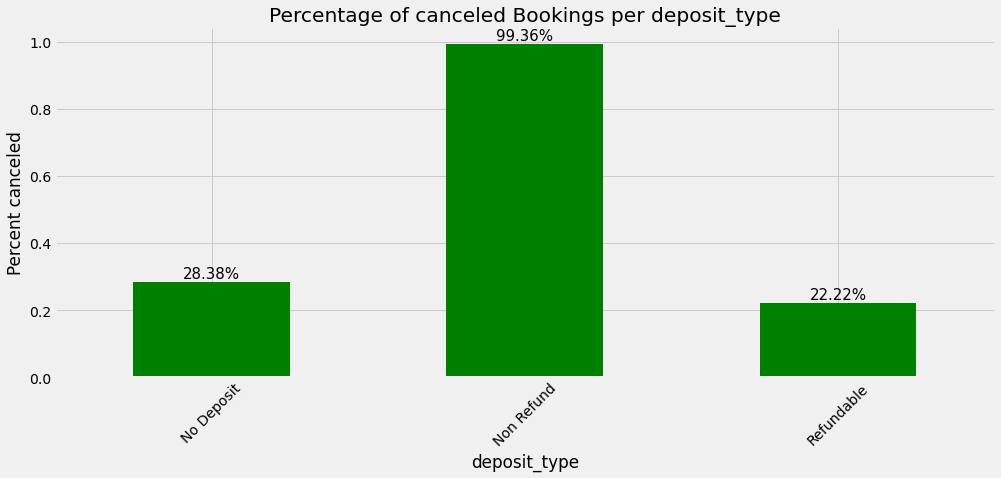 Percentage of canceled Bookings per deposit_type
99.36%
28.38%
22.22%
Percent canceled
1.0
0.8
0.6
0.4
0.2
0.0
No Deposit
Non Refund
Refundable
deposit_type